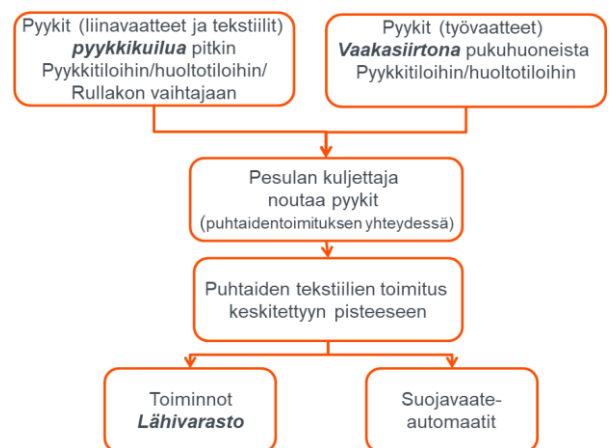 Pyykit (liinavaatteet ja tekstiilit)
pyykkikuilua pitkin
Pyykkitiloihin/huoltotiloihin/
Rullakon vaihtajaan
Pyykit (työvaatteet)
Vaakasiirtona pukuhuoneista
Pyykkitiloihin/huoltotiloihin
Pesulan kuljettaja
noutaa pyykit
(puhtaidentoimituksen yhteydessä)
Puhtaiden tekstiilien toimitus
keskitettyyn pisteeseen
Toiminnot
Lähivarasto
Suojavaate-
automaatit